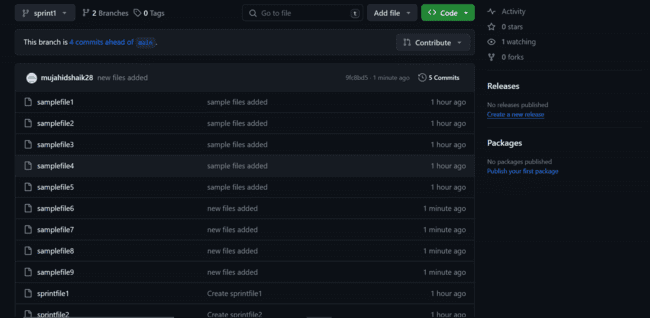 sprint1 2 Branches 0 Tags Go to file t Add file Code
This branch is 4 commits ahead of main. Contribute
mujahidshaik28 new files added 9fc8bd5 · 1 minute ago 5 Commits
samplefile1 sample files added 1 hour ago
samplefile2 sample files added 1 hour ago
samplefile3 sample files added 1 hour ago
samplefile4 sample files added 1 hour ago
samplefile5 sample files added 1 hour ago
samplefile6 new files added 1 minute ago
samplefile7 new files added 1 minute ago
samplefile8 new files added 1 minute ago
samplefile9 new files added 1 minute ago
sprintfile1 Create sprintfile1 1 hour ago
sprintfile2 Create sprintfile2 1 hour ago
Activity
0 stars
1 watching
0 forks
Releases
No releases published
Create a new release
Packages
No packages published
Publish your first package